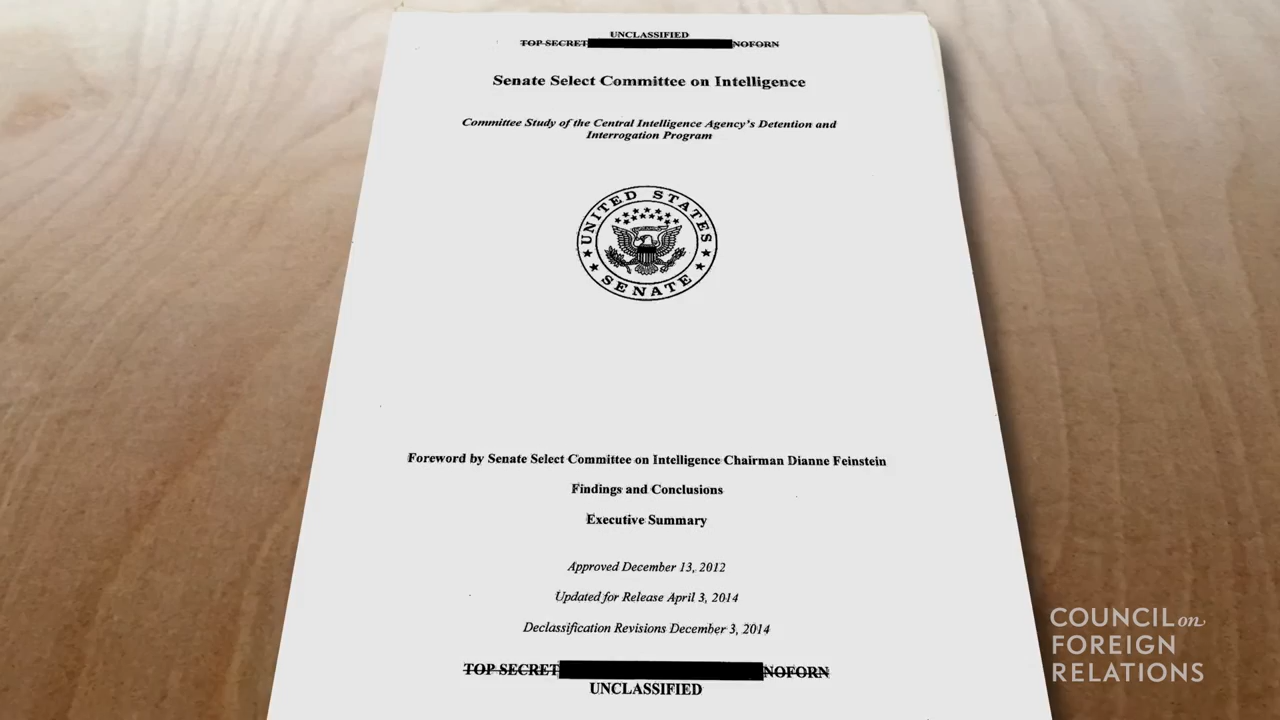 UNCLASSIFIED
TOP SECRET NOFORN
Senate Select Committee on Intelligence
Committee Study of the Central Intelligence Agency's Detention and
Interrogation Program
UNITED STATES
SENATE
Foreword by Senate Select Committee on Intelligence Chairman Dianne Feinstein
Findings and Conclusions
Executive Summary
Approved December 13, 2012
Updated for Release April 3, 2014
Declassification Revisions December 3, 2014
TOP SECRET NOFORN
UNCLASSIFIED
COUNCIL on
FOREIGN
RELATIONS